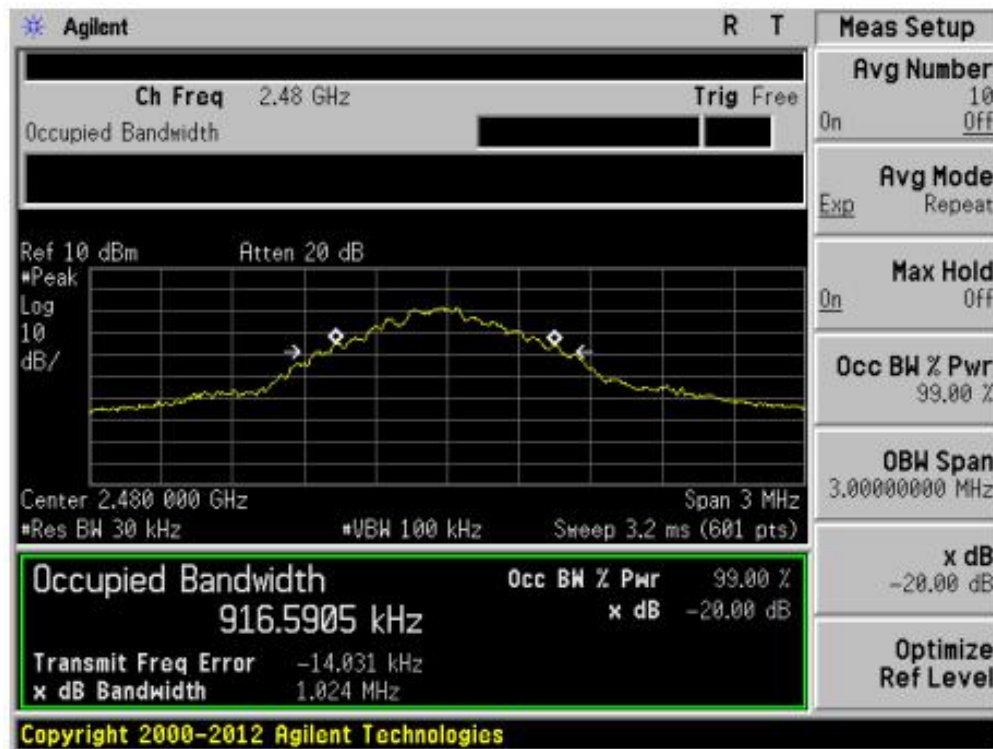 Agilent R T
Ch Freq 2.48 GHz Trig Free
Occupied Bandwidth
Ref 10 dBm Atten 20 dB
#Peak
Log
10
dB/
Center 2.480 000 GHz Span 3 MHz
#Res BW 30 kHz #VBW 100 kHz Sweep 3.2 ms (601 pts)
Occupied Bandwidth
916.5905 kHz
Occ BW % Pwr 99.00 %
x dB -20.00 dB
Transmit Freq Error -14.031 kHz
x dB Bandwidth 1.024 MHz
Copyright 2000-2012 Agilent Technologies
Meas Setup
Avg Number
10
On Off
Avg Mode
Exp Repeat
Max Hold
On Off
Occ BW % Pwr
99.00 %
OBW Span
3.00000000 MHz
x dB
-20.00 dB
Optimize
Ref Level